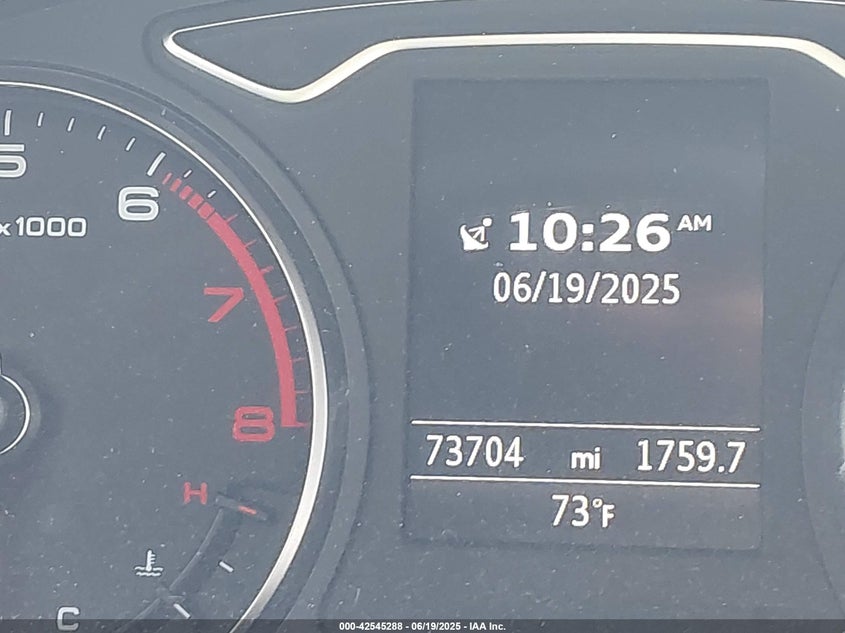 5
6
x1000
7
8
H
C
10:26 AM
06/19/2025
73704 mi 1759.7
73°F
000-42545288 - 06/19/2025 - IAA Inc.